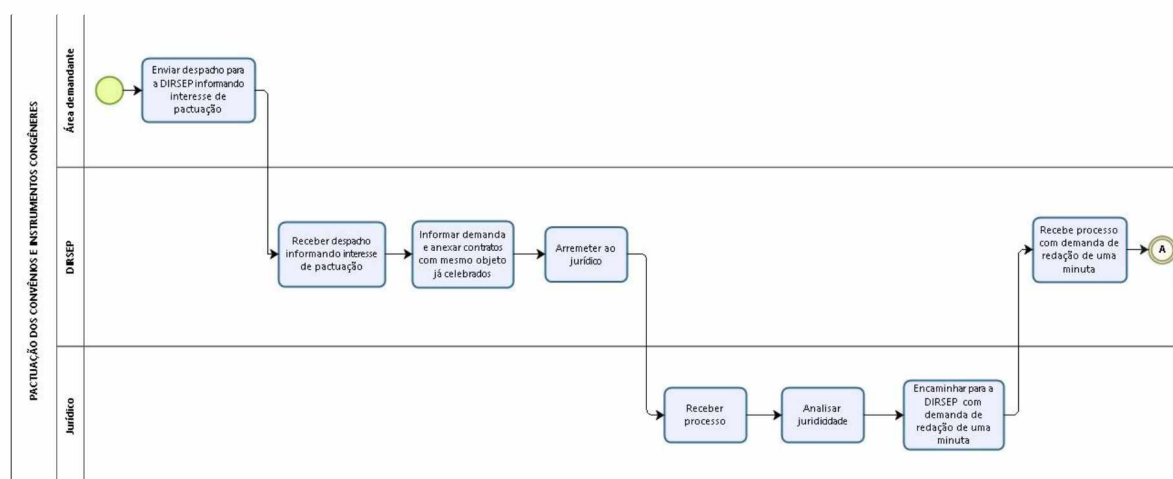 PACTUAÇÃO DOS CONVÊNIOS E INSTRUMENTOS CONGÊNERES
Área demandante
Enviar despacho para
a DIRSEP informando
interesse de
pactuação
DIRSEP
Receber despacho
informando interesse
de pactuação
Informar demanda
e anexar contratos
com mesmo objeto
já celebrados
Arremeter ao
jurídico
Recebe processo
com demanda de
redação de uma
minuta
A
Jurídico
Receber
processo
Analisar
juridicidade
Encaminhar para a
DIRSEP com
demanda de
redação de uma
minuta